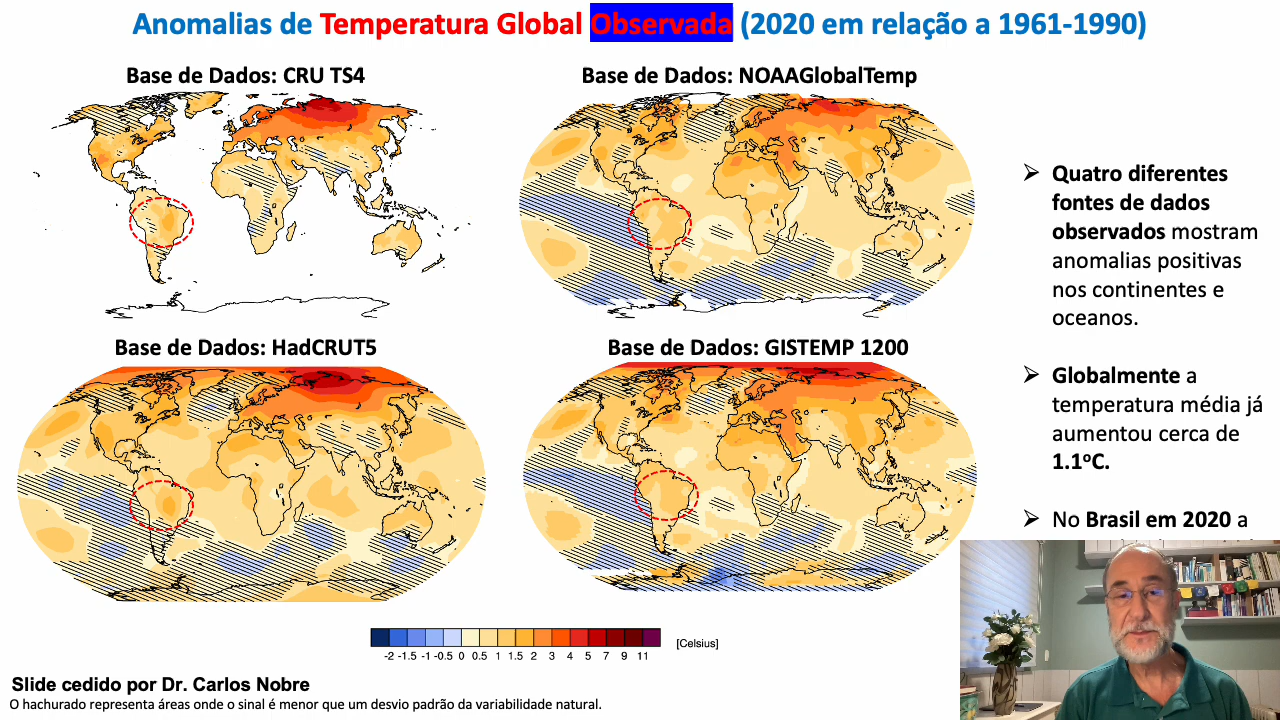 Anomalias de Temperatura Global Observada (2020 em relação a 1961-1990)
Base de Dados: CRU TS4
Base de Dados: NOAAGlobalTemp
Base de Dados: HadCRUT5
Base de Dados: GISTEMP 1200
➢ Quatro diferentes
fontes de dados
observados mostram
anomalias positivas
nos continentes e
oceanos.
➢ Globalmente a
temperatura média já
aumentou cerca de
1.1ºC.
➢ No Brasil em 2020 a
-2 -1.5 -1 -0.5 0 0.5 1 1.5 2 3 4 5 7 9 11
[Celsius]
Slide cedido por Dr. Carlos Nobre
O hachurado representa áreas onde o sinal é menor que um desvio padrão da variabilidade natural.